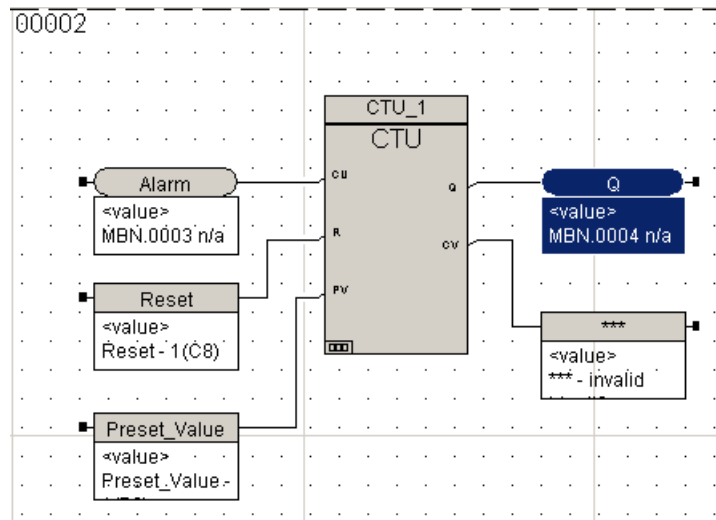 00002
CTU_1
CTU
CU
Q
R
CV
PV
Alarm
<value>
MBN.0003 n/a
Q
<value>
MBN.0004 n/a
Reset
<value>
Reset - 1(C8)
***
<value>
*** - invalid
Preset_Value
<value>
Preset_Value -